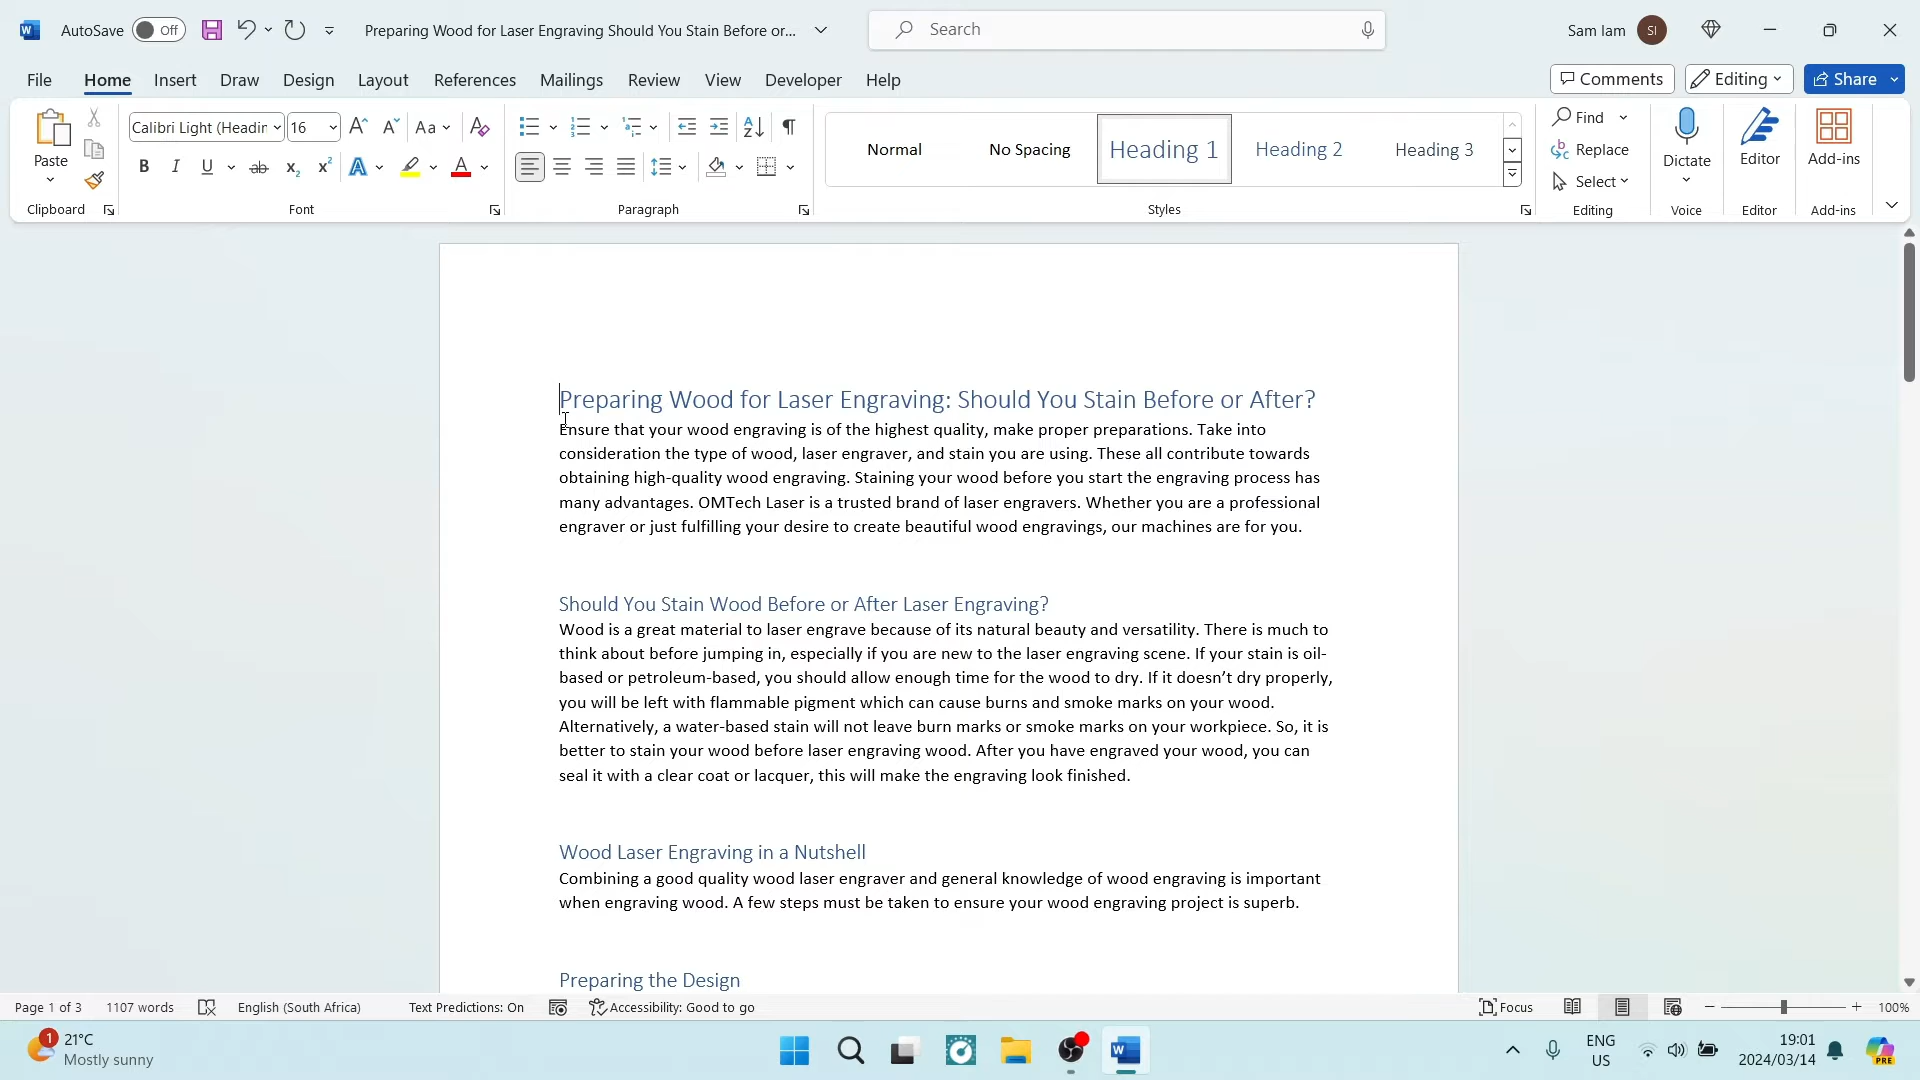 AutoSave Off Preparing Wood for Laser Engraving Should You Stain Before or... Search Sam Iam SI
File Home Insert Draw Design Layout References Mailings Review View Developer Help Comments Editing Share
Paste Calibri Light (Headin 16 Aa Normal No Spacing Heading 1 Heading 2 Heading 3 Find Replace Select Dictate Editor Add-ins
Clipboard Font Paragraph Styles Editing Voice Editor Add-ins
Preparing Wood for Laser Engraving: Should You Stain Before or After?
Ensure that your wood engraving is of the highest quality, make proper preparations. Take into
consideration the type of wood, laser engraver, and stain you are using. These all contribute towards
obtaining high-quality wood engraving. Staining your wood before you start the engraving process has
many advantages. OMTech Laser is a trusted brand of laser engravers. Whether you are a professional
engraver or just fulfilling your desire to create beautiful wood engravings, our machines are for you.
Should You Stain Wood Before or After Laser Engraving?
Wood is a great material to laser engrave because of its natural beauty and versatility. There is much to
think about before jumping in, especially if you are new to the laser engraving scene. If your stain is oil-
based or petroleum-based, you should allow enough time for the wood to dry. If it doesn’t dry properly,
you will be left with flammable pigment which can cause burns and smoke marks on your wood.
Alternatively, a water-based stain will not leave burn marks or smoke marks on your workpiece. So, it is
better to stain your wood before laser engraving wood. After you have engraved your wood, you can
seal it with a clear coat or lacquer, this will make the engraving look finished.
Wood Laser Engraving in a Nutshell
Combining a good quality wood laser engraver and general knowledge of wood engraving is important
when engraving wood. A few steps must be taken to ensure your wood engraving project is superb.
Preparing the Design
Page 1 of 3 1107 words English (South Africa) Text Predictions: On Accessibility: Good to go Focus 100%
1 21°C
Mostly sunny
ENG
US
19:01
2024/03/14
PRE